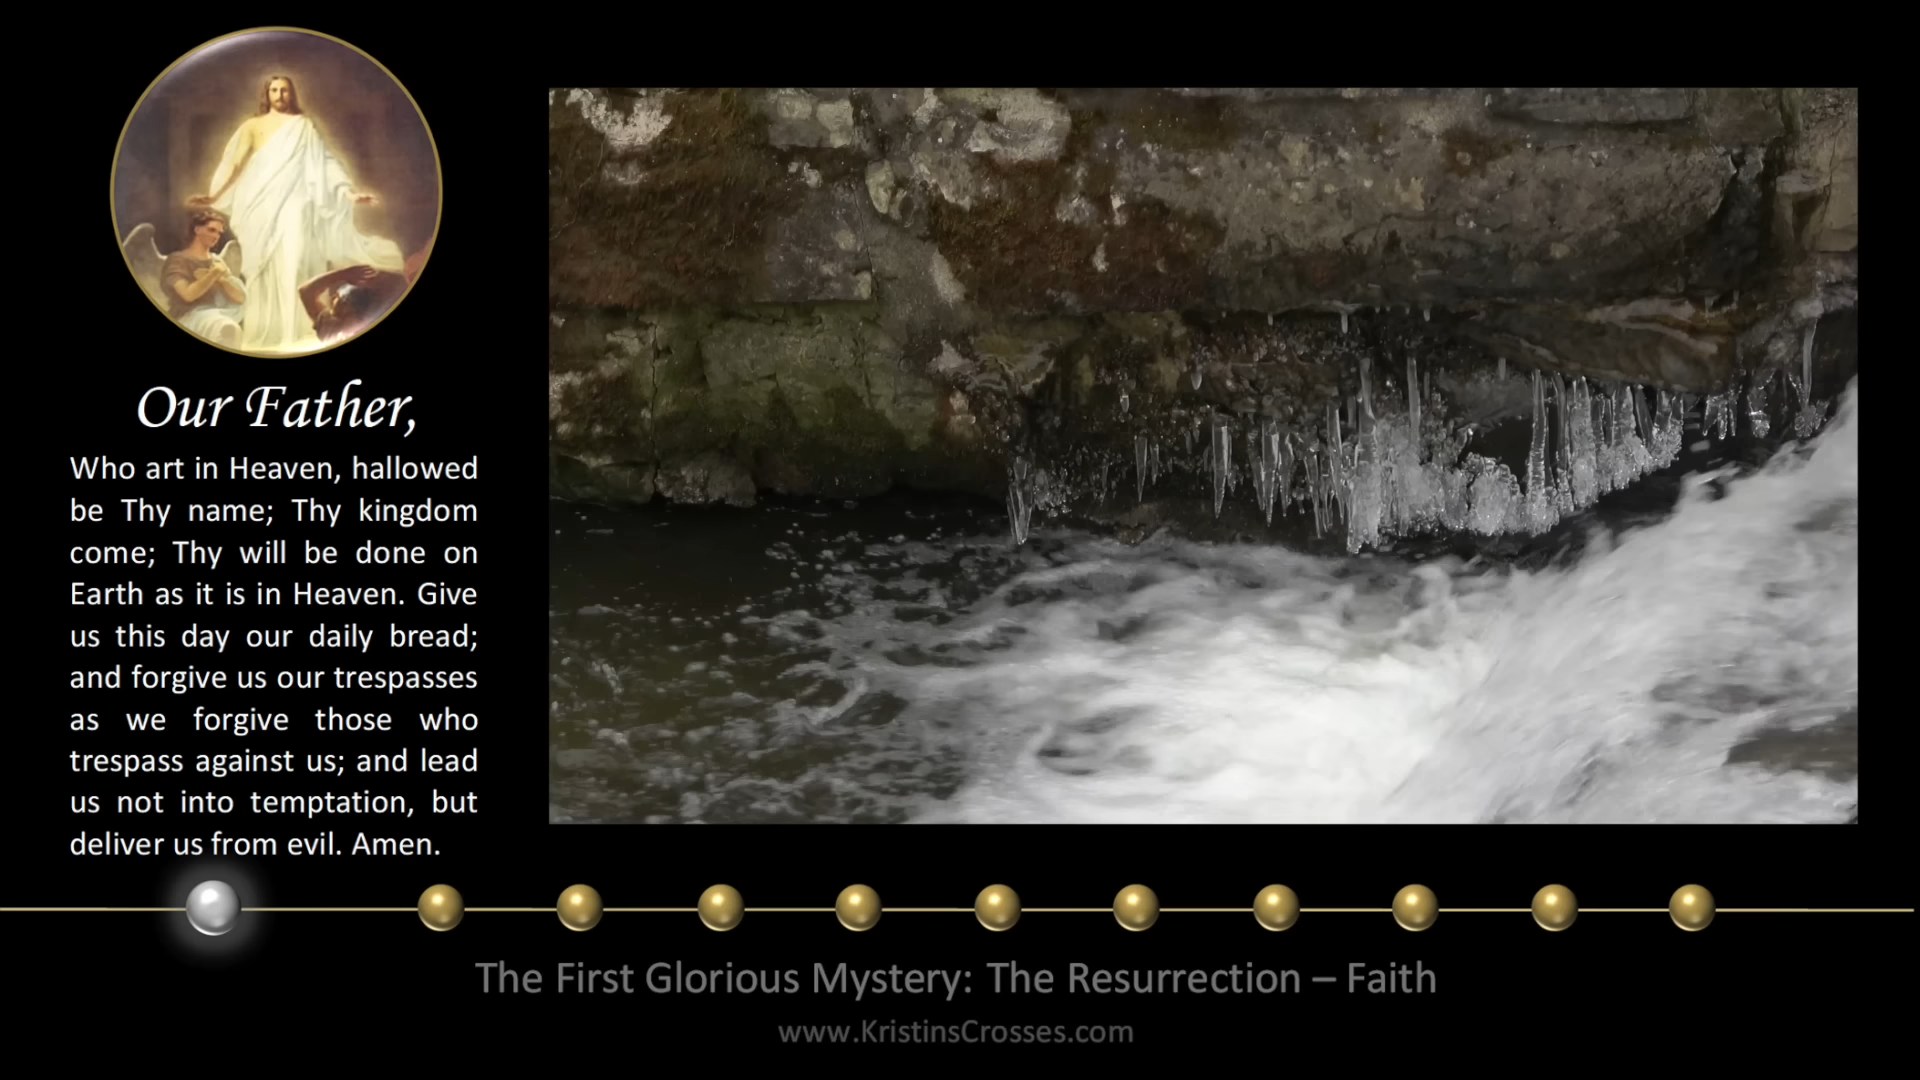 Our Father,
Who art in Heaven, hallowed
be Thy name; Thy kingdom
come; Thy will be done on
Earth as it is in Heaven. Give
us this day our daily bread;
and forgive us our trespasses
as we forgive those who
trespass against us; and lead
us not into temptation, but
deliver us from evil. Amen.
The First Glorious Mystery: The Resurrection – Faith
www.KristinsCrosses.com